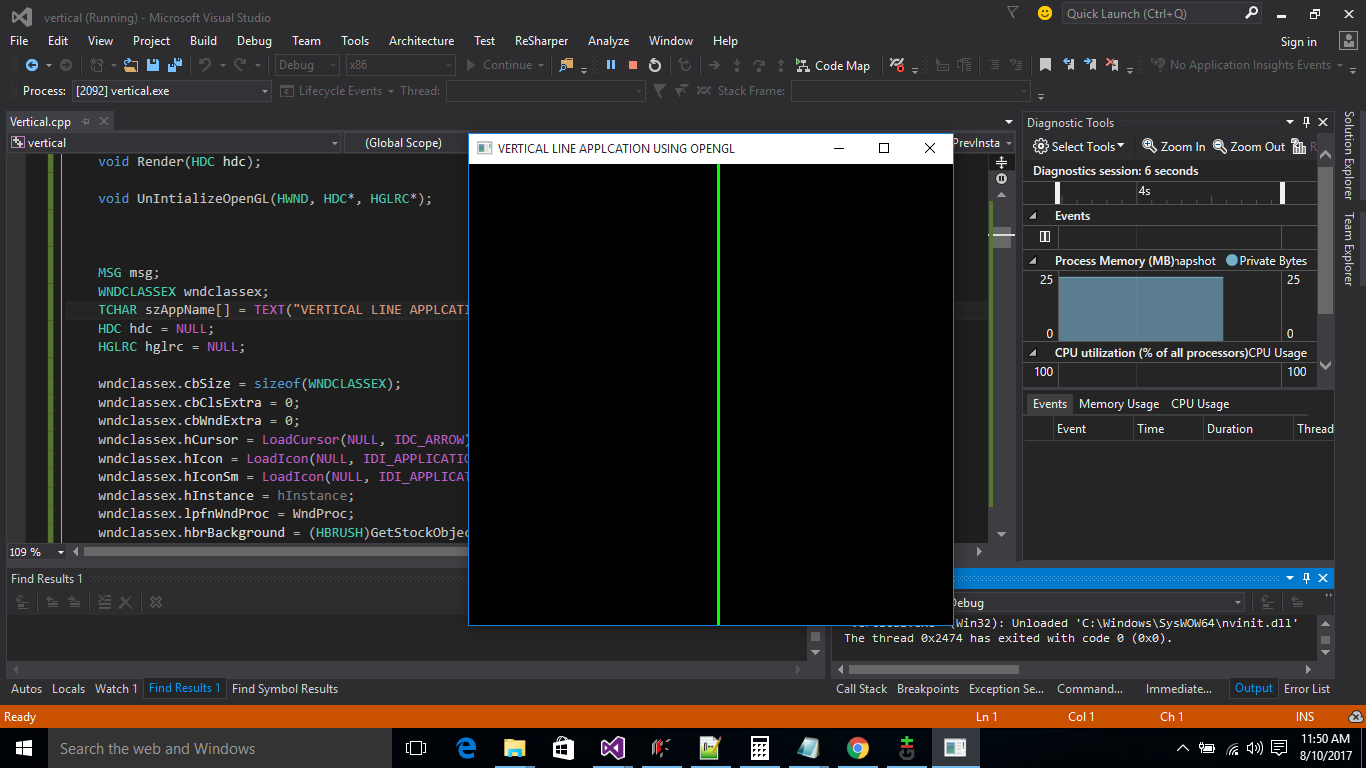 vertical (Running) - Microsoft Visual Studio
Quick Launch (Ctrl+Q)
File Edit View Project Build Debug Team Tools Architecture Test ReSharper Analyze Window Help
Sign in
Debug x86 Continue Code Map No Application Insights Events
Process: [2092] vertical.exe Lifecycle Events Thread: Stack Frame:
Vertical.cpp
vertical (Global Scope) PrevInsta
void Render(HDC hdc);
void UnIntializeOpenGL(HWND, HDC*, HGLRC*);
MSG msg;
WNDCLASSEX wndclassex;
TCHAR szAppName[] = TEXT("VERTICAL LINE APPLCATI
HDC hdc = NULL;
HGLRC hglrc = NULL;
wndclassex.cbSize = sizeof(WNDCLASSEX);
wndclassex.cbClsExtra = 0;
wndclassex.cbWndExtra = 0;
wndclassex.hCursor = LoadCursor(NULL, IDC_ARROW)
wndclassex.hIcon = LoadIcon(NULL, IDI_APPLICATIO
wndclassex.hIconSm = LoadIcon(NULL, IDI_APPLICAT
wndclassex.hInstance = hInstance;
wndclassex.lpfnWndProc = WndProc;
wndclassex.hbrBackground = (HBRUSH)GetStockObjec
109 %
VERTICAL LINE APPLCATION USING OPENGL
Diagnostic Tools
Select Tools Zoom In Zoom Out
Diagnostics session: 6 seconds
4s
Events
Process Memory (MB) napshot Private Bytes
25 25
0 0
CPU utilization (% of all processors) CPU Usage
100 100
Events Memory Usage CPU Usage
Event Time Duration Thread
Solution Explorer
Team Explorer
Find Results 1
Debug
(Win32): Unloaded 'C:\Windows\SysWOW64\nvinit.dll'
The thread 0x2474 has exited with code 0 (0x0).
Autos Locals Watch 1 Find Results 1 Find Symbol Results
Call Stack Breakpoints Exception Se... Command... Immediate... Output Error List
Ready Ln 1 Col 1 Ch 1 INS
Search the web and Windows
11:50 AM
8/10/2017